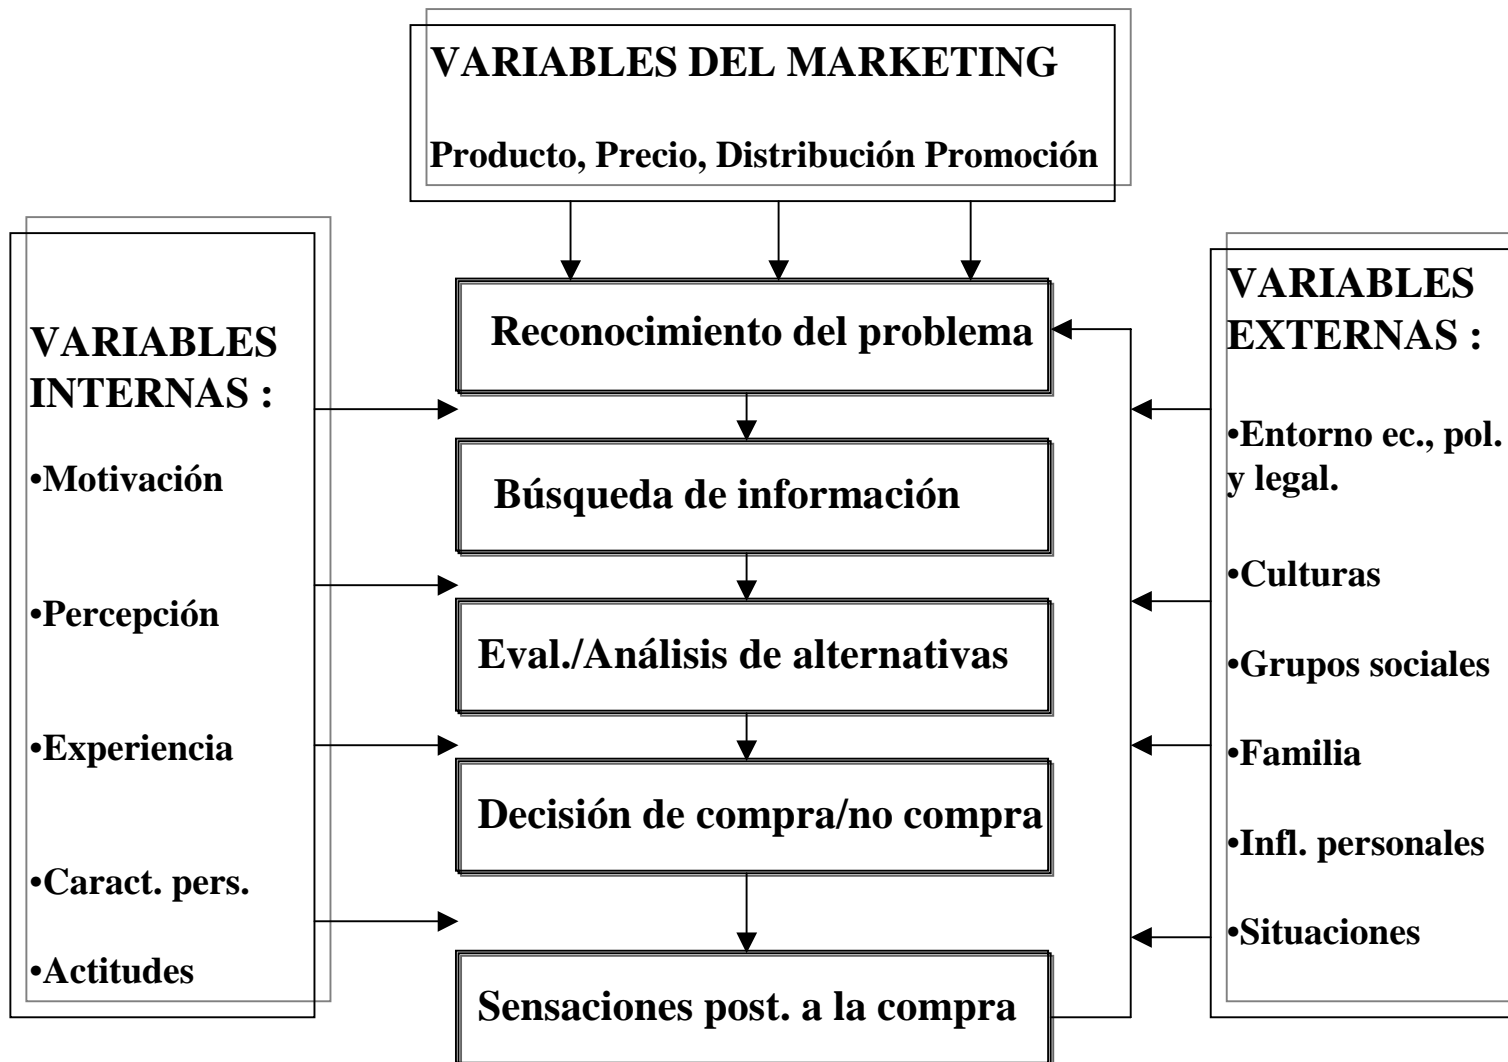 VARIABLES DEL MARKETING
Producto, Precio, Distribución Promoción
VARIABLES
INTERNAS :
•Motivación
•Percepción
•Experiencia
•Caract. pers.
•Actitudes
Reconocimiento del problema
Búsqueda de información
Eval./Análisis de alternativas
Decisión de compra/no compra
Sensaciones post. a la compra
VARIABLES
EXTERNAS :
•Entorno ec., pol.
y legal.
•Culturas
•Grupos sociales
•Familia
•Infl. personales
•Situaciones